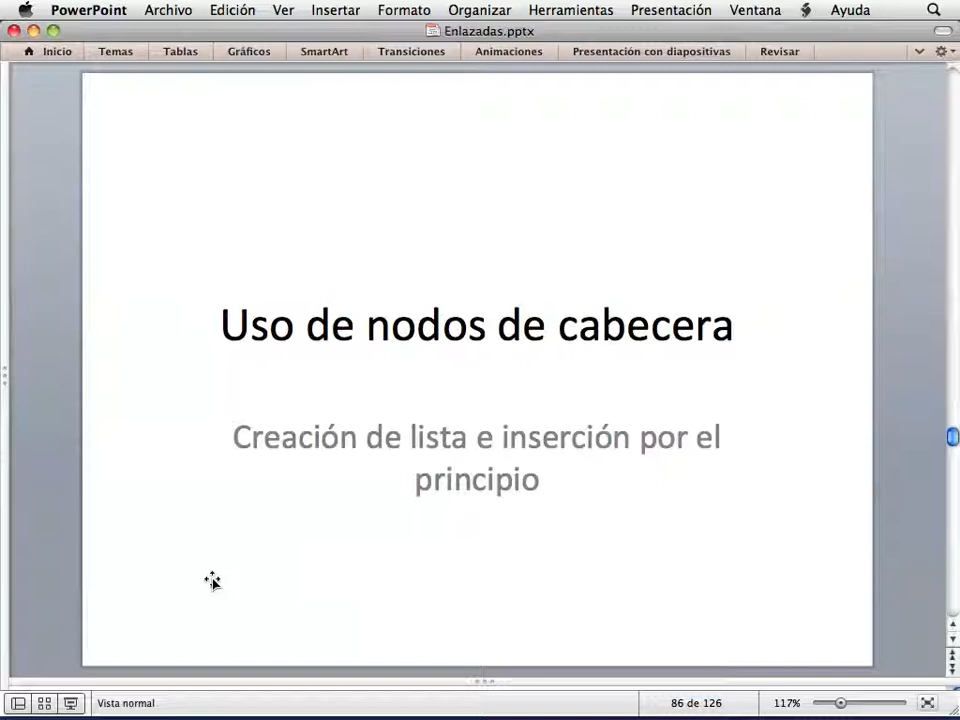 PowerPoint Archivo Edición Ver Insertar Formato Organizar Herramientas Presentación Ventana Ayuda
Enlazadas.pptx
Inicio Temas Tablas Gráficos SmartArt Transiciones Animaciones Presentación con diapositivas Revisar
Uso de nodos de cabecera
Creación de lista e inserción por el
principio
Vista normal 86 de 126 117%